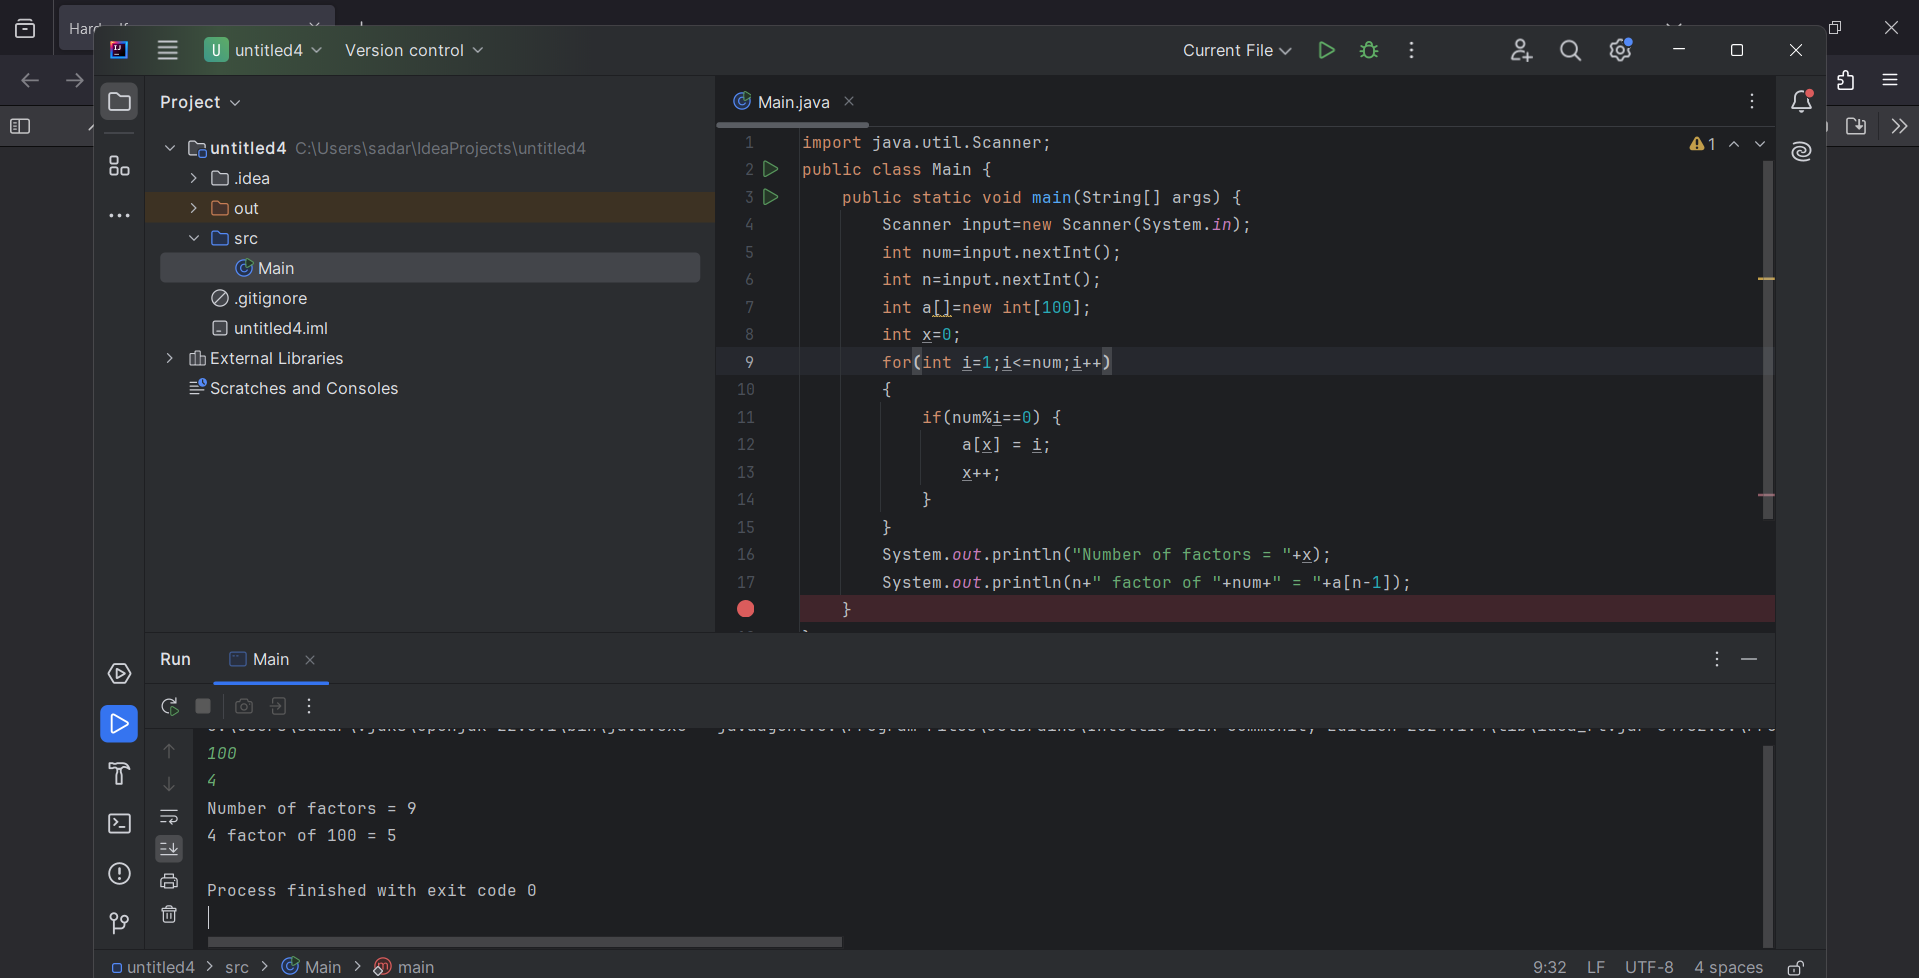 Hard
U untitled4 Version control Current File
Project
Main.java
untitled4 C:\Users\sadar\IdeaProjects\untitled4
.idea
out
src
Main
.gitignore
untitled4.iml
External Libraries
Scratches and Consoles
1 import java.util.Scanner;
2 public class Main {
3 public static void main(String[] args) {
4 Scanner input=new Scanner(System.in);
5 int num=input.nextInt();
6 int n=input.nextInt();
7 int a[]=new int[100];
8 int x=0;
9 for(int i=1;i<=num;i++)
10 {
11 if(num%i==0) {
12 a[x] = i;
13 x++;
14 }
15 }
16 System.out.println("Number of factors = "+x);
17 System.out.println(n+" factor of "+num+" = "+a[n-1]);
}
1
Run Main
100
4
Number of factors = 9
4 factor of 100 = 5
Process finished with exit code 0
untitled4 > src > Main > main
9:32 LF UTF-8 4 spaces